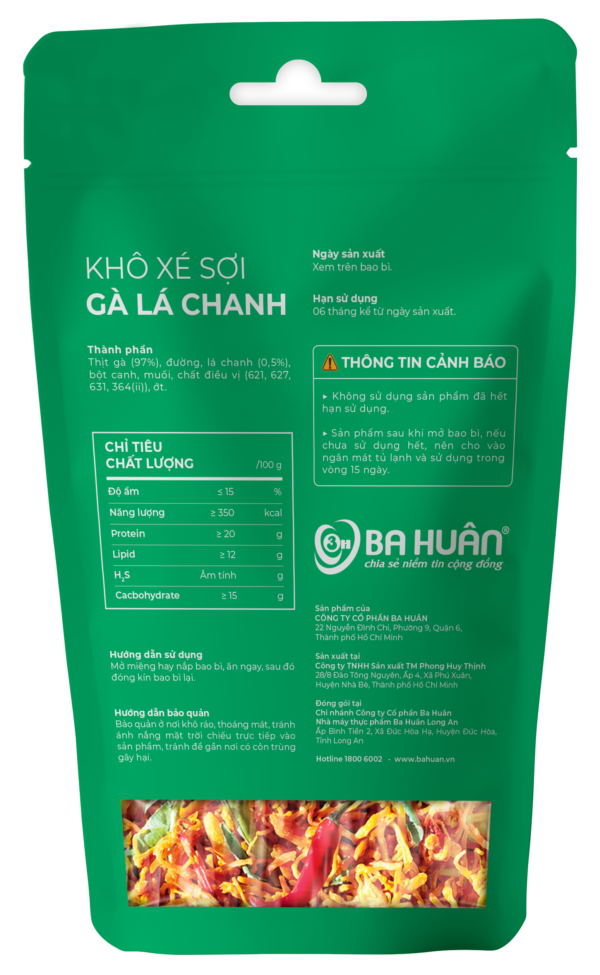 KHÔ XÉ SỢI
GÀ LÁ CHANH
Thành phần
Thịt gà (97%), đường, lá chanh (0,5%),
bột canh, muối, chất điều vị (621, 627,
631, 364(ii)), ớt.
CHỈ TIÊU
CHẤT LƯỢNG /100 g
Độ ẩm ≤ 15 %
Năng lượng ≥ 350 kcal
Protein ≥ 20 g
Lipid ≥ 12 g
H₂S Âm tính g
Cacbohydrate ≥ 15 g
Hướng dẫn sử dụng
Mở miệng hay nắp bao bì, ăn ngay, sau đó
đóng kín bao bì lại.
Hướng dẫn bảo quản
Bảo quản ở nơi khô ráo, thoáng mát, tránh
ánh nắng mặt trời chiếu trực tiếp vào
sản phẩm, tránh để gần nơi có côn trùng
gây hại.
Ngày sản xuất
Xem trên bao bì.
Hạn sử dụng
06 tháng kể từ ngày sản xuất.
THÔNG TIN CẢNH BÁO
▸ Không sử dụng sản phẩm đã hết
hạn sử dụng.
▸ Sản phẩm sau khi mở bao bì, nếu
chưa sử dụng hết, nên cho vào
ngăn mát tủ lạnh và sử dụng trong
vòng 15 ngày.
3H BA HUÂN®
chia sẻ niềm tin cộng đồng
Sản phẩm của
CÔNG TY CỔ PHẦN BA HUÂN
22 Nguyễn Đình Chi, Phường 9, Quận 6,
Thành phố Hồ Chí Minh
Sản xuất tại
Công ty TNHH Sản xuất TM Phong Huy Thịnh
28/8 Đào Tông Nguyên, Ấp 4, Xã Phú Xuân,
Huyện Nhà Bè, Thành phố Hồ Chí Minh
Đóng gói tại
Chi nhánh Công ty Cổ phần Ba Huân
Nhà máy thực phẩm Ba Huân Long An
Ấp Bình Tiền 2, Xã Đức Hòa Hạ, Huyện Đức Hòa,
Tỉnh Long An
Hotline 1800 6002 - www.bahuan.vn